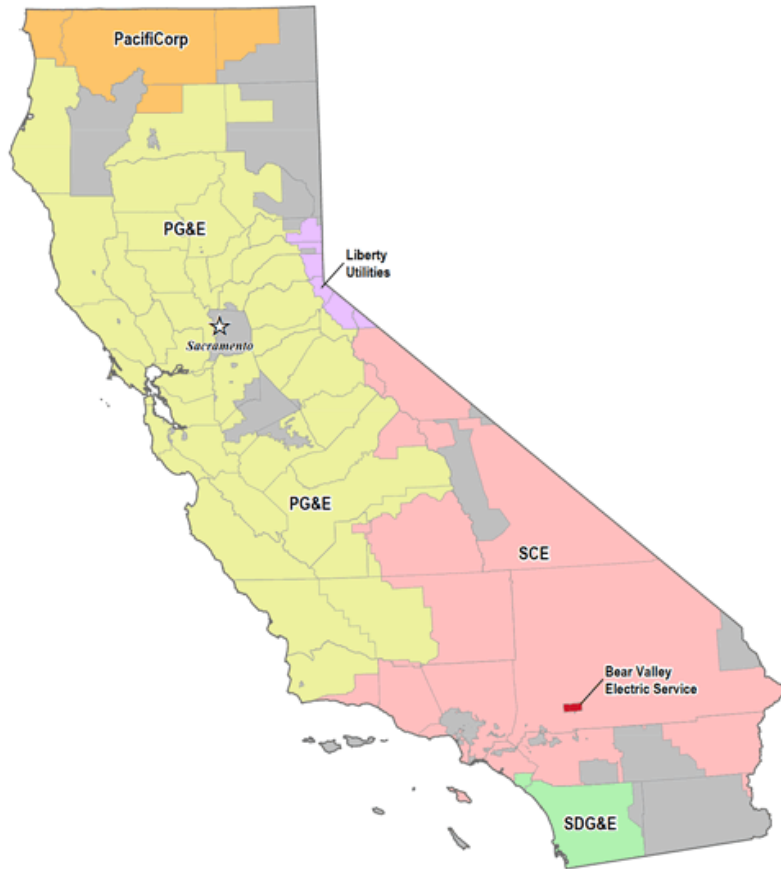 PacifiCorp
PG&E
Liberty
Utilities
Sacramento
PG&E
SCE
Bear Valley
Electric Service
SDG&E